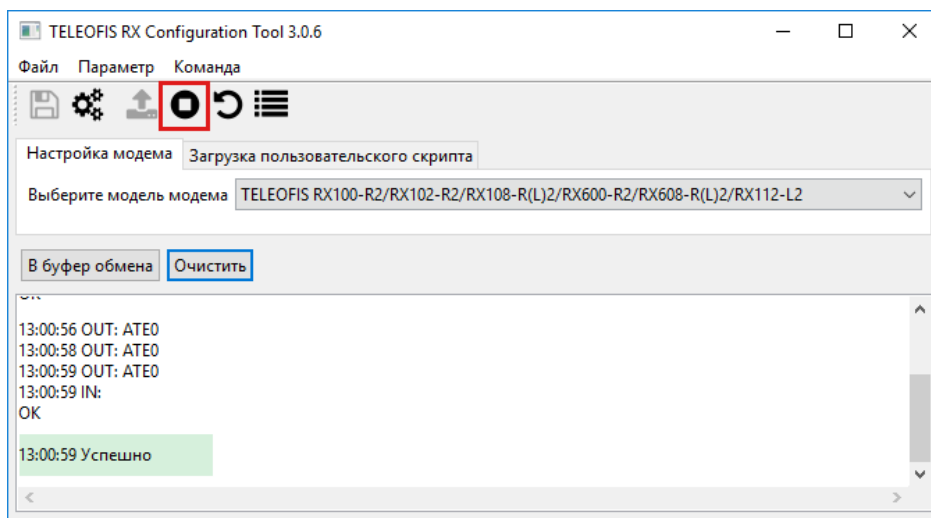 TELEOFIS RX Configuration Tool 3.0.6
Файл Параметр Команда
Настройка модема Загрузка пользовательского скрипта
Выберите модель модема TELEOFIS RX100-R2/RX102-R2/RX108-R(L)2/RX600-R2/RX608-R(L)2/RX112-L2
В буфер обмена Очистить
13:00:56 OUT: ATE0
13:00:58 OUT: ATE0
13:00:59 OUT: ATE0
13:00:59 IN:
OK
13:00:59 Успешно